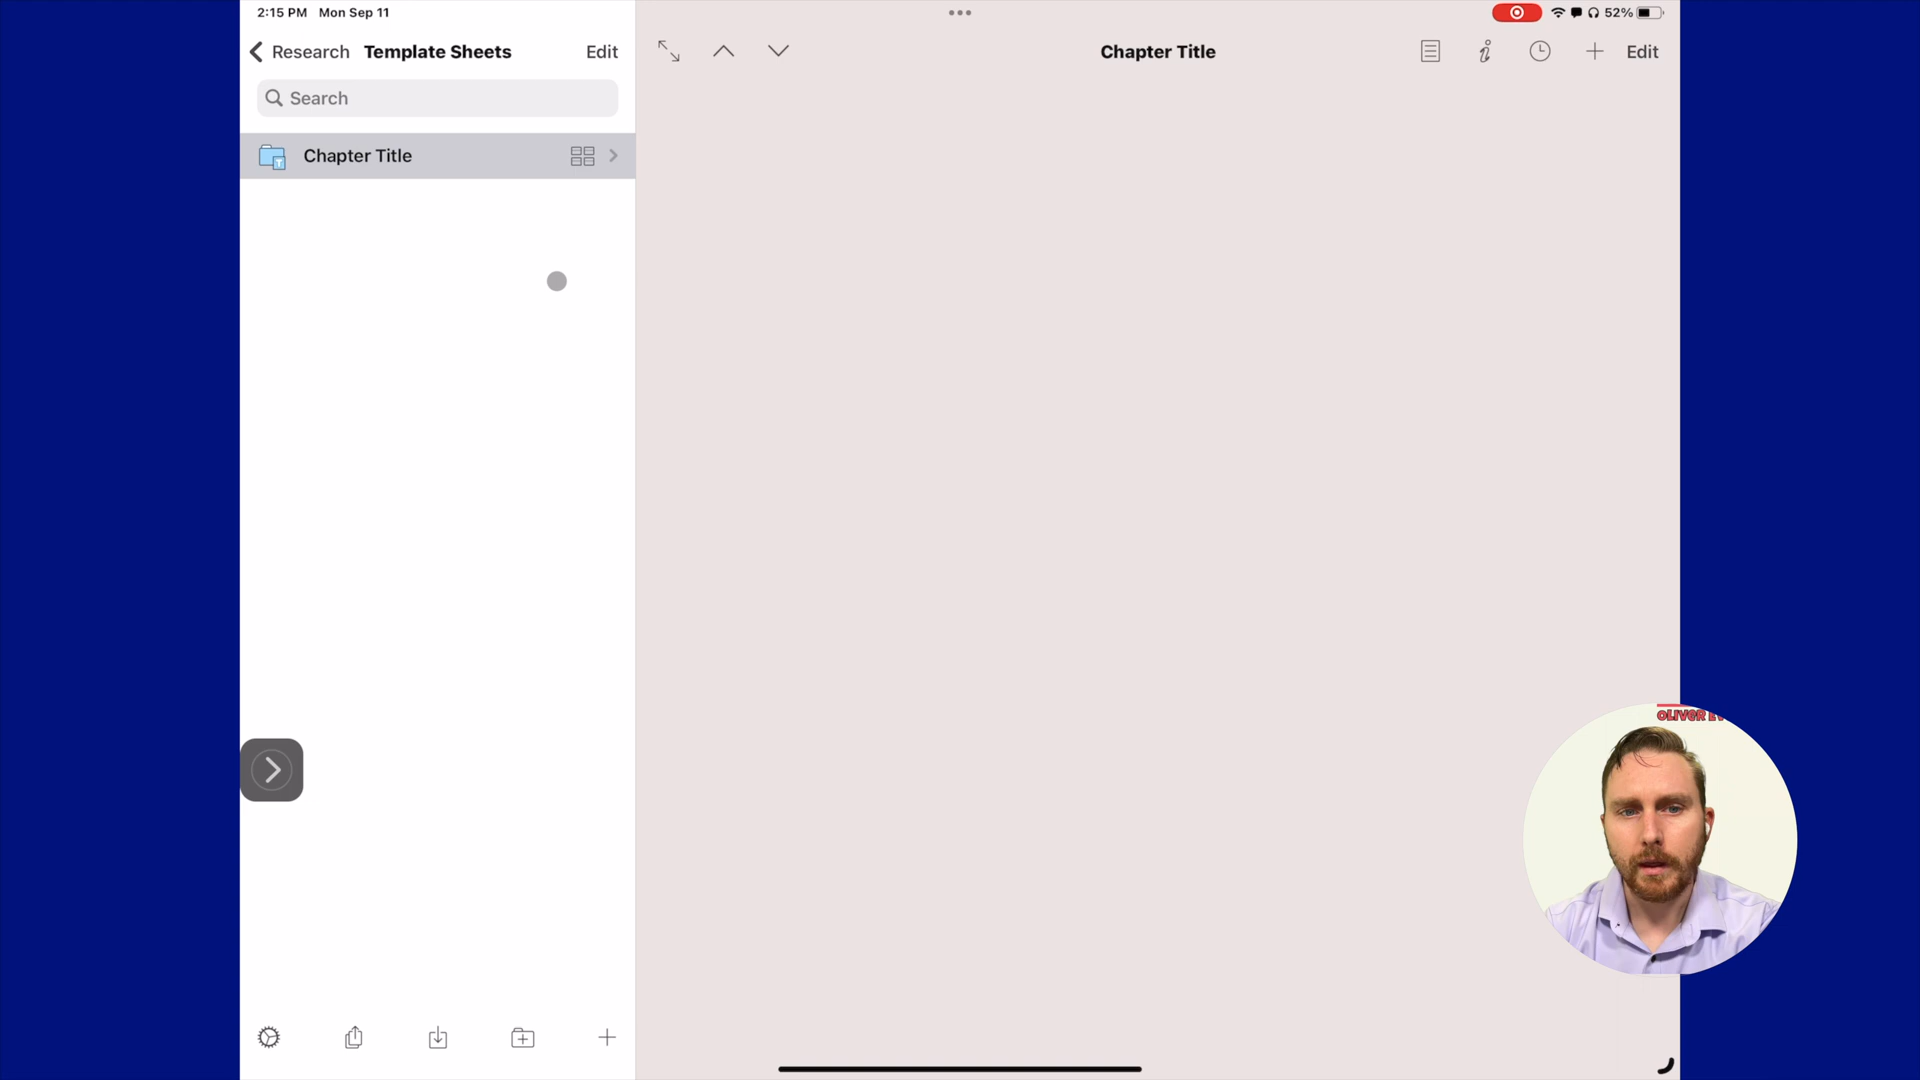 2:15 PM Mon Sep 11
52%
Research Template Sheets Edit
Chapter Title
Edit
Search
Chapter Title
OLIVER